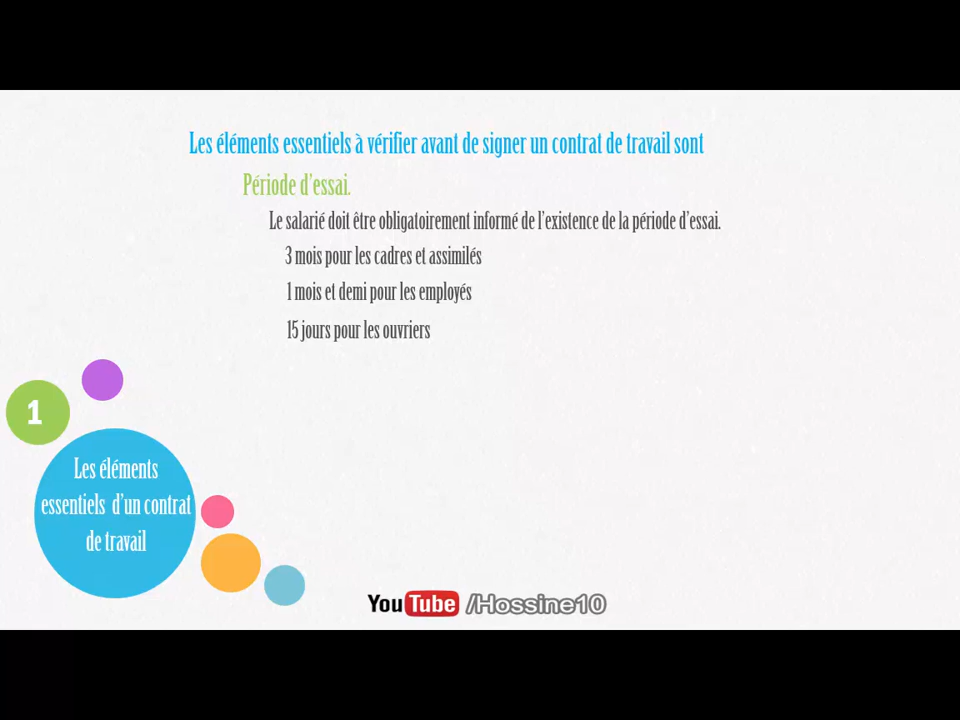 Les éléments essentiels à vérifier avant de signer un contrat de travail sont
Période d'essai.
Le salarié doit être obligatoirement informé de l'existence de la période d'essai.
3 mois pour les cadres et assimilés
1 mois et demi pour les employés
15 jours pour les ouvriers
1
Les éléments
essentiels d'un contrat
de travail
YouTube /Hossine10